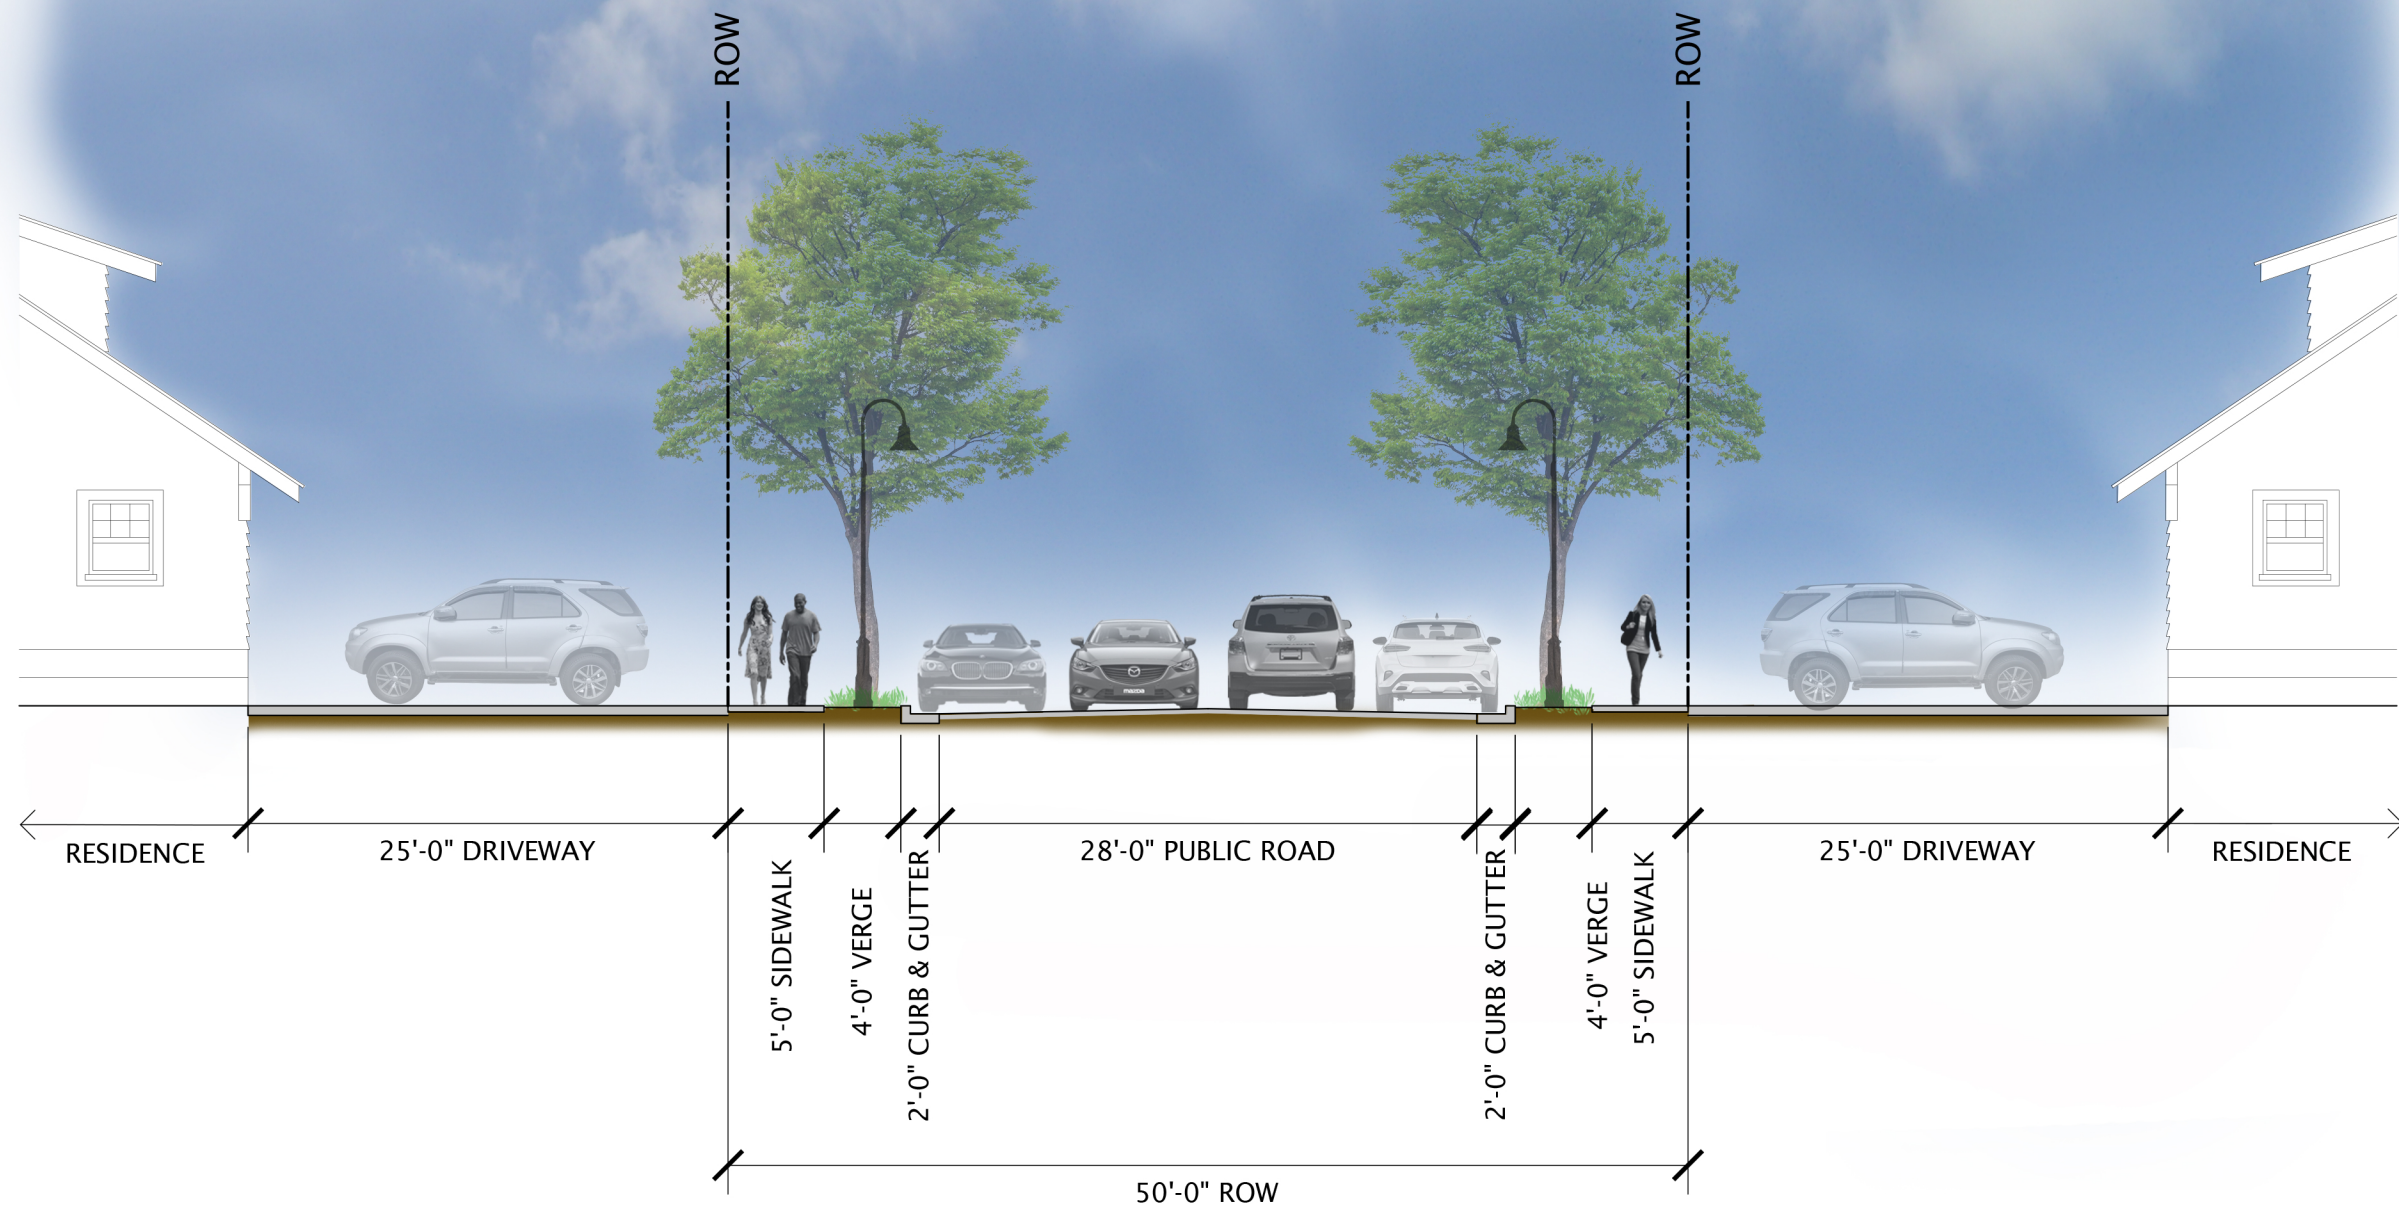 ROW
ROW
mazda
RESIDENCE
25'-0" DRIVEWAY
28'-0" PUBLIC ROAD
25'-0" DRIVEWAY
RESIDENCE
5'-0" SIDEWALK
4'-0" VERGE
2'-0" CURB & GUTTER
2'-0" CURB & GUTTER
4'-0" VERGE
5'-0" SIDEWALK
50'-0" ROW